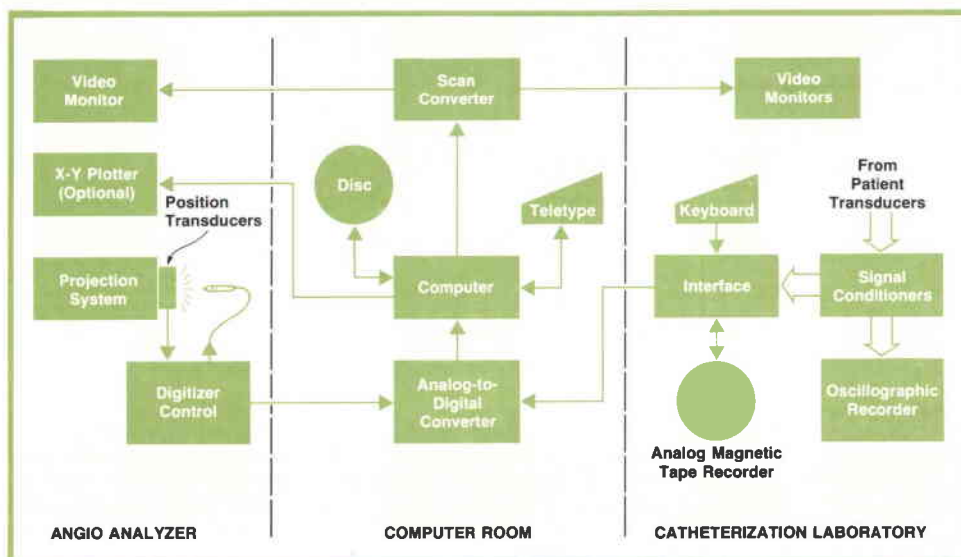 Video
Monitor
Scan
Converter
Video
Monitors
X-Y Plotter
(Optional)
Position
Transducers
Disc
Teletype
Keyboard
From
Patient
Transducers
Projection
System
Computer
Interface
Signal
Conditioners
Digitizer
Control
Analog-to-
Digital
Converter
Analog Magnetic
Tape Recorder
Oscillographic
Recorder
ANGIO ANALYZER
COMPUTER ROOM
CATHETERIZATION LABORATORY